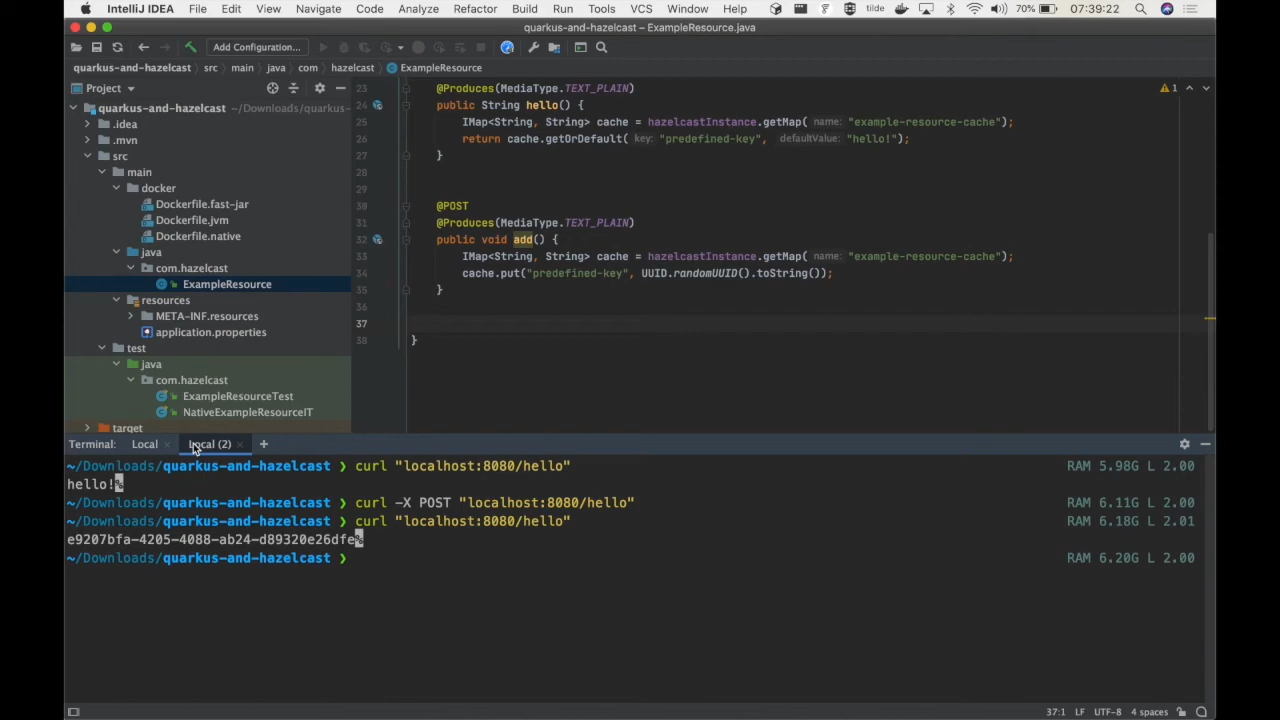 IntelliJ IDEA File Edit View Navigate Code Analyze Refactor Build Run Tools VCS Window Help tilde 70% 07:39:22
quarkus-and-hazelcast – ExampleResource.java
Add Configuration...
quarkus-and-hazelcast src main java com hazelcast ExampleResource
Project
quarkus-and-hazelcast ~/Downloads/quarkus-
.idea
.mvn
src
main
docker
Dockerfile.fast-jar
Dockerfile.jvm
Dockerfile.native
java
com.hazelcast
ExampleResource
resources
META-INF.resources
application.properties
test
java
com.hazelcast
ExampleResourceTest
NativeExampleResourceIT
target
23 @Produces(MediaType.TEXT_PLAIN)
24 public String hello() {
25 IMap<String, String> cache = hazelcastInstance.getMap( name: "example-resource-cache");
26 return cache.getOrDefault( key: "predefined-key", defaultValue: "hello!");
27 }
28
29
30 @POST
31 @Produces(MediaType.TEXT_PLAIN)
32 public void add() {
33 IMap<String, String> cache = hazelcastInstance.getMap( name: "example-resource-cache");
34 cache.put("predefined-key", UUID.randomUUID().toString());
35 }
36
37
38 }
1
Terminal: Local × Local (2) × +
~/Downloads/quarkus-and-hazelcast ❯ curl "localhost:8080/hello" RAM 5.98G L 2.00
hello!%
~/Downloads/quarkus-and-hazelcast ❯ curl -X POST "localhost:8080/hello" RAM 6.11G L 2.00
~/Downloads/quarkus-and-hazelcast ❯ curl "localhost:8080/hello" RAM 6.18G L 2.01
e9207bfa-4205-4088-ab24-d89320e26dfe%
~/Downloads/quarkus-and-hazelcast ❯ RAM 6.20G L 2.00
37:1 LF UTF-8 4 spaces